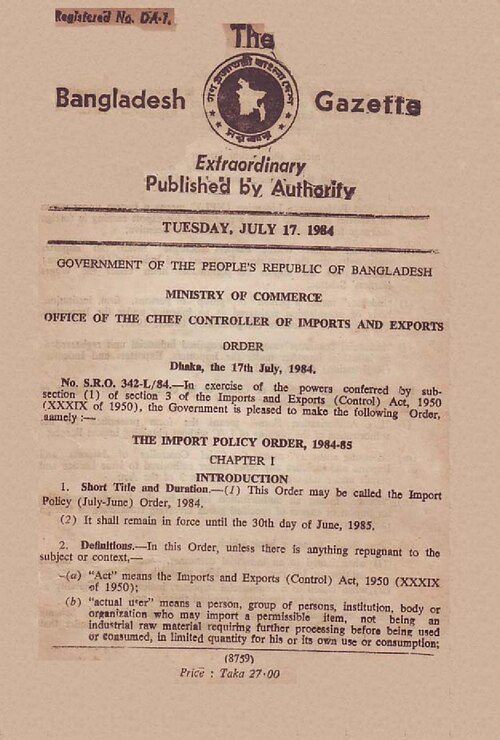 Registered No. DA-1.
The
Bangladesh Gazette
গণপ্রজাতন্ত্রী বাংলাদেশ
সরকার
Extraordinary
Published by Authority
TUESDAY, JULY 17. 1984
GOVERNMENT OF THE PEOPLE'S REPUBLIC OF BANGLADESH
MINISTRY OF COMMERCE
OFFICE OF THE CHIEF CONTROLLER OF IMPORTS AND EXPORTS
ORDER
Dhaka, the 17th July, 1984.
No. S.R.O. 342-L/84.—In exercise of the powers conferred by sub-
section (1) of section 3 of the Imports and Exports (Control) Act, 1950
(XXXIX of 1950), the Government is pleased to make the following Order,
namely :—
THE IMPORT POLICY ORDER, 1984-85
CHAPTER I
INTRODUCTION
1. Short Title and Duration.—(1) This Order may be called the Import
Policy (July-June) Order, 1984.
(2) It shall remain in force until the 30th day of June, 1985.
2. Definitions.—In this Order, unless there is anything repugnant to the
subject or context,—
(a) "Act" means the Imports and Exports (Control) Act, 1950 (XXXIX
of 1950);
(b) "actual user" means a person, group of persons, institution, body or
organization who may import a permissible item, not being an
industrial raw material requiring further processing before being used
or consumed, in limited quantity for his or its own use or consumption;
(8759)
Price : Taka 27·00